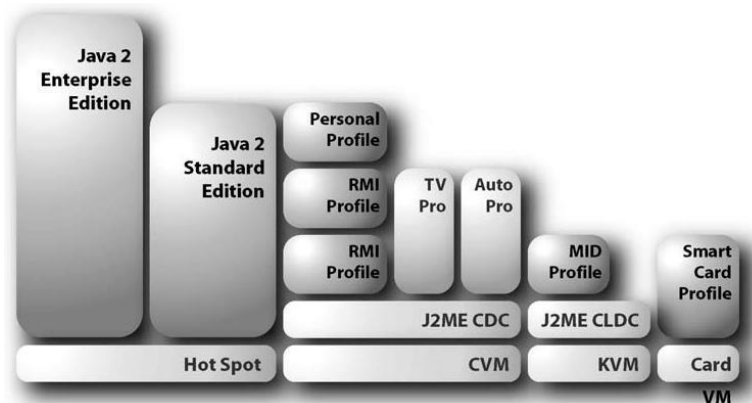 Java 2
Enterprise
Edition
Java 2
Standard
Edition
Personal
Profile
RMI
Profile
RMI
Profile
TV
Pro
Auto
Pro
MID
Profile
Smart
Card
Profile
J2ME CDC
J2ME CLDC
Hot Spot
CVM
KVM
Card
VM